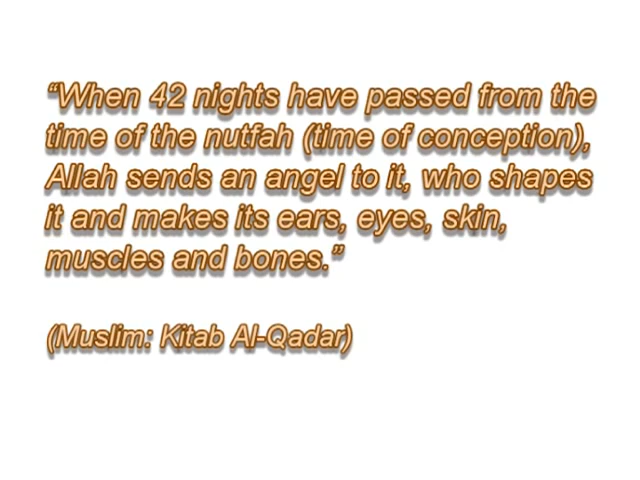 “When 42 nights have passed from the
time of the nutfah (time of conception),
Allah sends an angel to it, who shapes
it and makes its ears, eyes, skin,
muscles and bones.”
(Muslim: Kitab Al-Qadar)